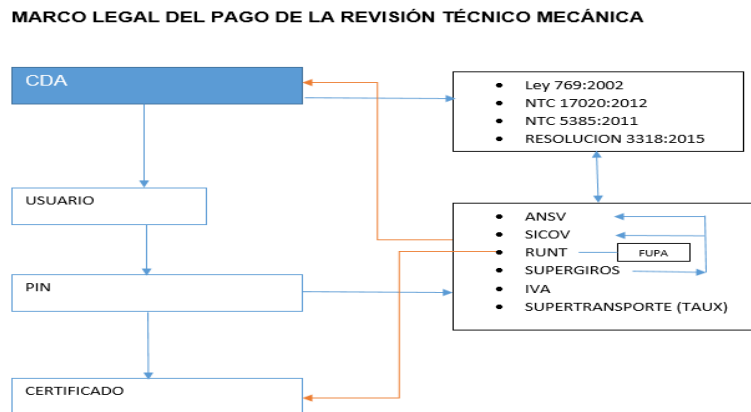 MARCO LEGAL DEL PAGO DE LA REVISIÓN TÉCNICO MECÁNICA
CDA
• Ley 769:2002
• NTC 17020:2012
• NTC 5385:2011
• RESOLUCION 3318:2015
USUARIO
• ANSV
• SICOV
• RUNT
FUPA
• SUPERGIROS
• IVA
• SUPERTRANSPORTE (TAUX)
PIN
CERTIFICADO